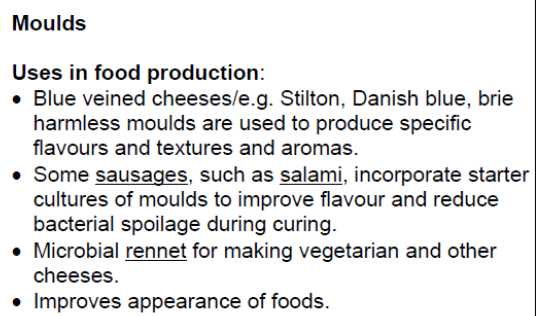 Moulds
Uses in food production:
• Blue veined cheeses/e.g. Stilton, Danish blue, brie
harmless moulds are used to produce specific
flavours and textures and aromas.
• Some sausages, such as salami, incorporate starter
cultures of moulds to improve flavour and reduce
bacterial spoilage during curing.
• Microbial rennet for making vegetarian and other
cheeses.
• Improves appearance of foods.